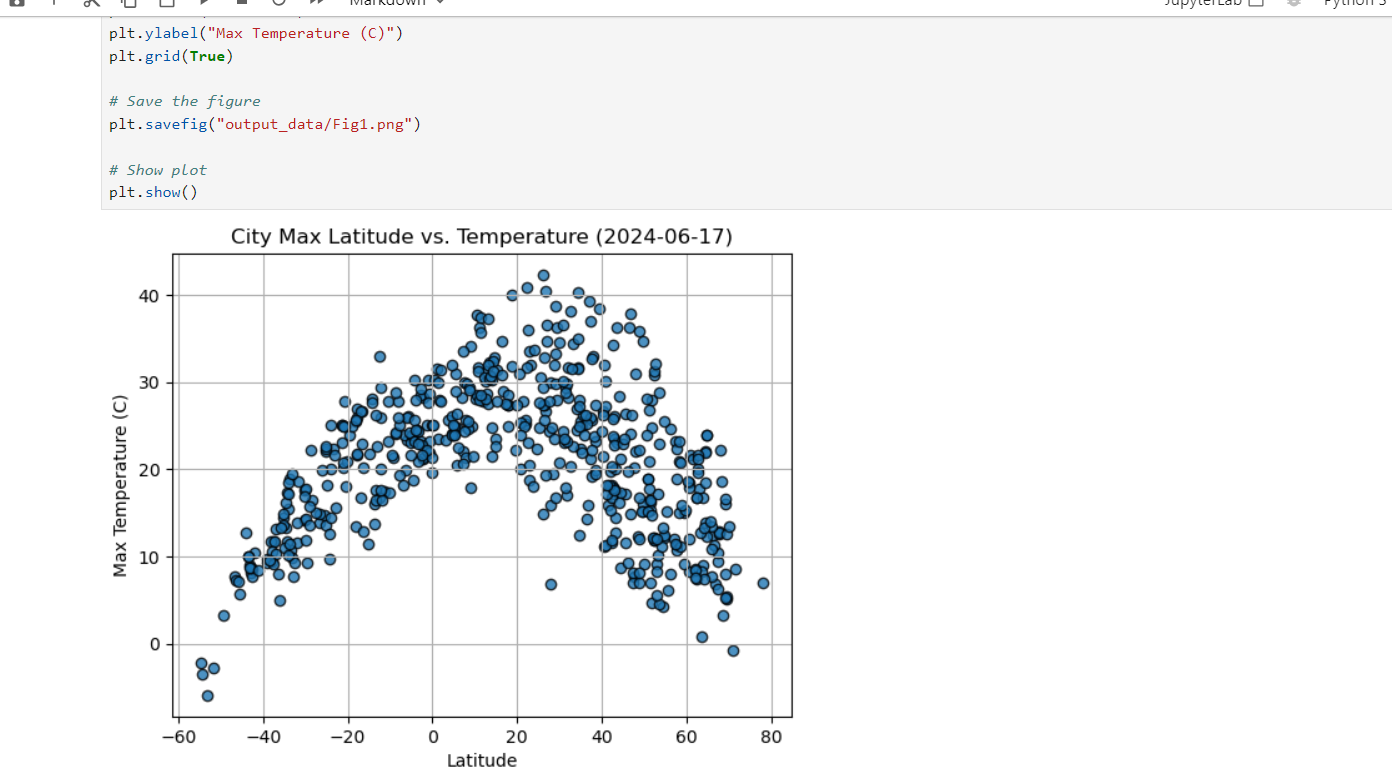 Markdown
JupyterLab
Python 3
plt.ylabel("Max Temperature (C)")
plt.grid(True)
# Save the figure
plt.savefig("output_data/Fig1.png")
# Show plot
plt.show()
City Max Latitude vs. Temperature (2024-06-17)
Max Temperature (C)
40
30
20
10
0
−60 −40 −20 0 20 40 60 80
Latitude